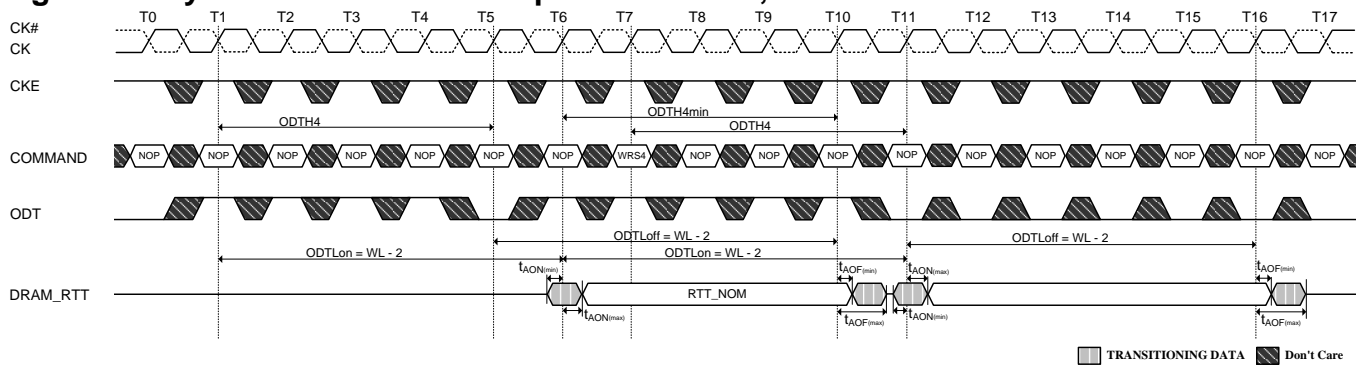 T0 T1 T2 T3 T4 T5 T6 T7 T8 T9 T10 T11 T12 T13 T14 T15 T16 T17
CK#
CK
CKE
ODTH4 ODTH4min
ODTH4
COMMAND NOP NOP NOP NOP NOP NOP NOP WRS4 NOP NOP NOP NOP NOP NOP NOP NOP NOP NOP
ODT
ODTLoff = WL - 2 ODTLoff = WL - 2
ODTLon = WL - 2 ODTLon = WL - 2
tAON(min) tAOF(min) tAON(max) tAOF(min)
DRAM_RTT RTT_NOM
tAON(max) tAOF(max) tAON(min) tAOF(max)
TRANSITIONING DATA Don't Care